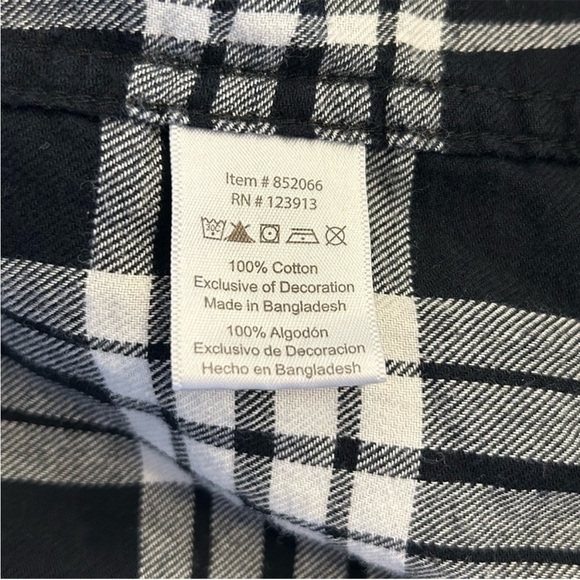 Item # 852066
RN # 123913
30C
100% Cotton
Exclusive of Decoration
Made in Bangladesh
100% Algodón
Exclusivo de Decoracion
Hecho en Bangladesh